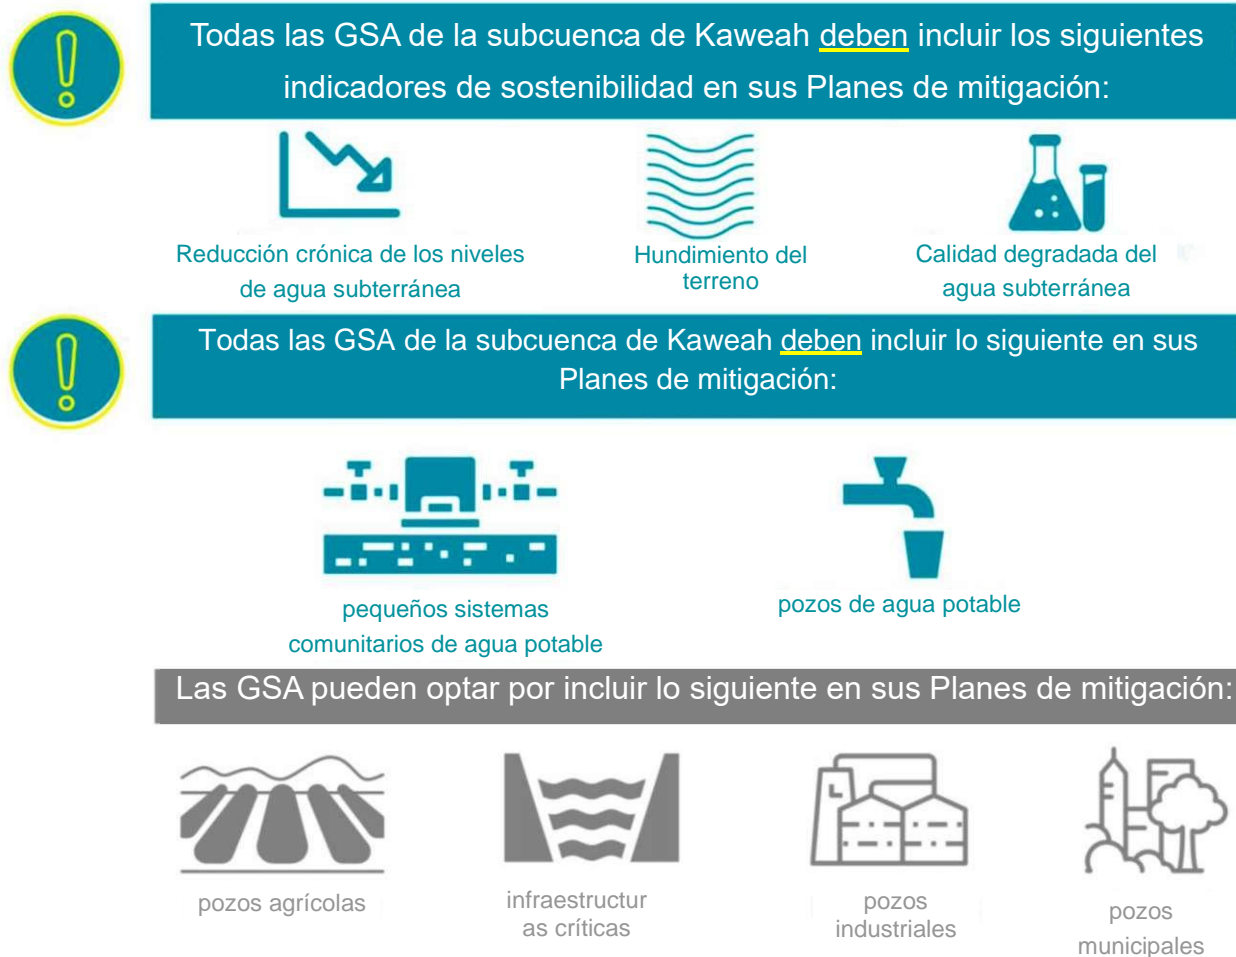 Todas las GSA de la subcuenca de Kaweah deben incluir los siguientes
indicadores de sostenibilidad en sus Planes de mitigación:
Reducción crónica de los niveles
de agua subterránea
Hundimiento del
terreno
Calidad degradada del
agua subterránea
Todas las GSA de la subcuenca de Kaweah deben incluir lo siguiente en sus
Planes de mitigación:
pequeños sistemas
comunitarios de agua potable
pozos de agua potable
Las GSA pueden optar por incluir lo siguiente en sus Planes de mitigación:
pozos agrícolas
infraestructur
as críticas
pozos
industriales
pozos
municipales